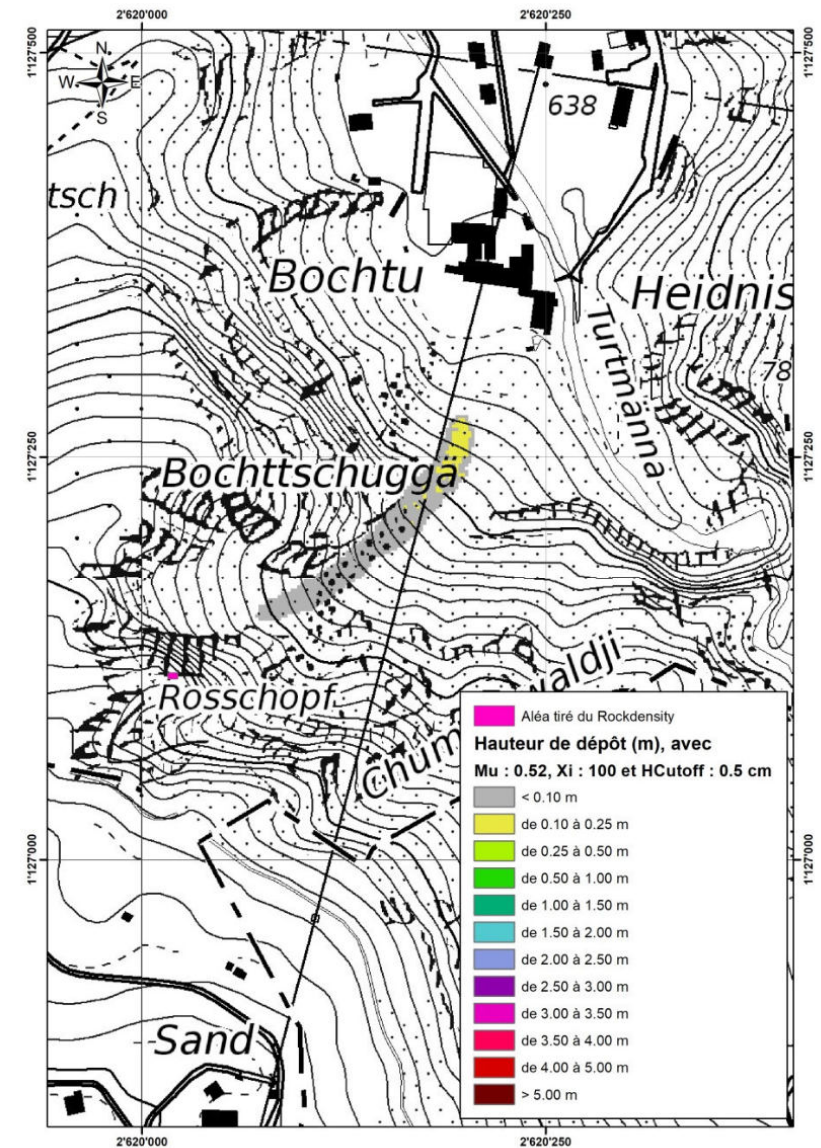 2'620'000
2'620'250
1'127'500
1'127'500
N
W E
S
638
tsch
Bochtu
Heidnis
Turtmänna
1'127'250
1'127'250
Bochttschugga
Rosschopf
1'127'000
1'127'000
Sand
Aléa tiré du Rockdensity
Hauteur de dépôt (m), avec
Mu : 0.52, Xi : 100 et HCutoff : 0.5 cm
< 0.10 m
de 0.10 à 0.25 m
de 0.25 à 0.50 m
de 0.50 à 1.00 m
de 1.00 à 1.50 m
de 1.50 à 2.00 m
de 2.00 à 2.50 m
de 2.50 à 3.00 m
de 3.00 à 3.50 m
de 3.50 à 4.00 m
de 4.00 à 5.00 m
> 5.00 m
2'620'000
2'620'250